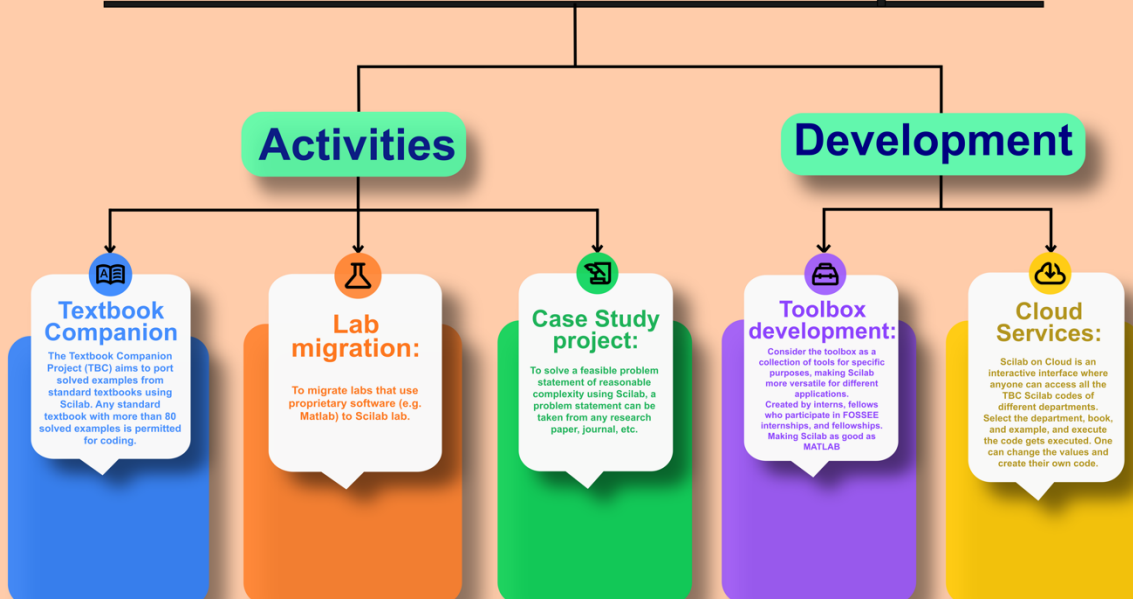 Activities
Development
Textbook
Companion
The Textbook Companion
Project (TBC) aims to port
solved examples from
standard textbooks using
Scilab. Any standard
textbook with more than 80
solved examples is permitted
for coding.
Lab
migration:
To migrate labs that use
proprietary software (e.g.
Matlab) to Scilab lab.
Case Study
project:
To solve a feasible problem
statement of reasonable
complexity using Scilab, a
problem statement can be
taken from any research
paper, journal, etc.
Toolbox
development:
Consider the toolbox as a
collection of tools for specific
purposes, making Scilab
more versatile for different
applications.
Created by interns, fellows
who participate in FOSSEE
internships, and fellowships.
Making Scilab as good as
MATLAB
Cloud
Services:
Scilab on Cloud is an
interactive interface where
anyone can access all the
TBC Scilab codes of
different departments.
Select the department, book,
and example, and execute
the code gets executed. One
can change the values and
create their own code.